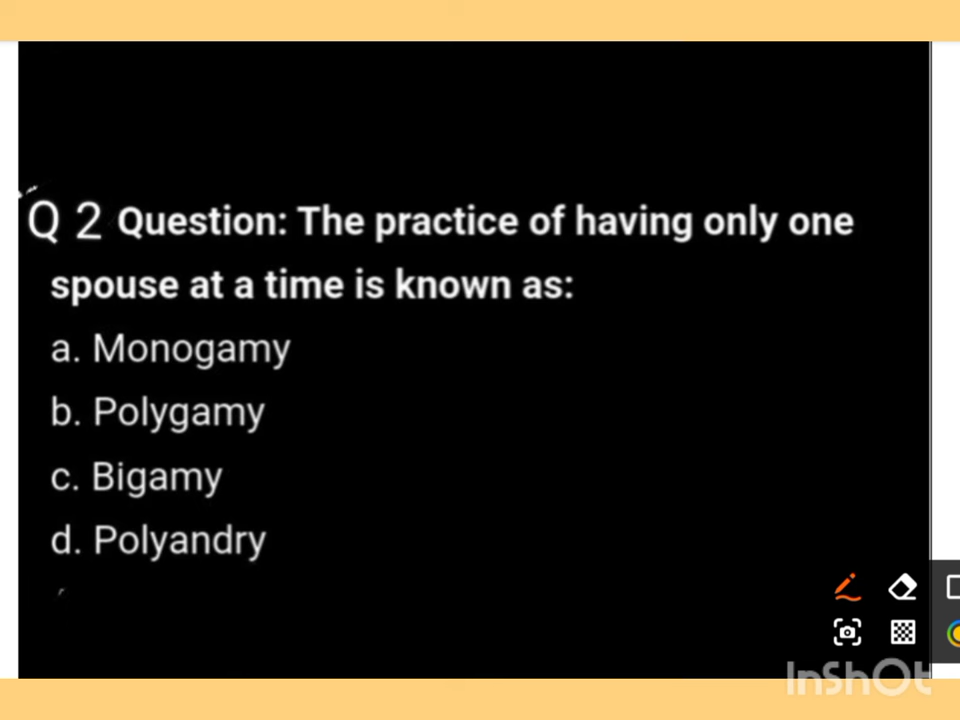 Q 2 Question: The practice of having only one
spouse at a time is known as:
a. Monogamy
b. Polygamy
c. Bigamy
d. Polyandry
InShOt